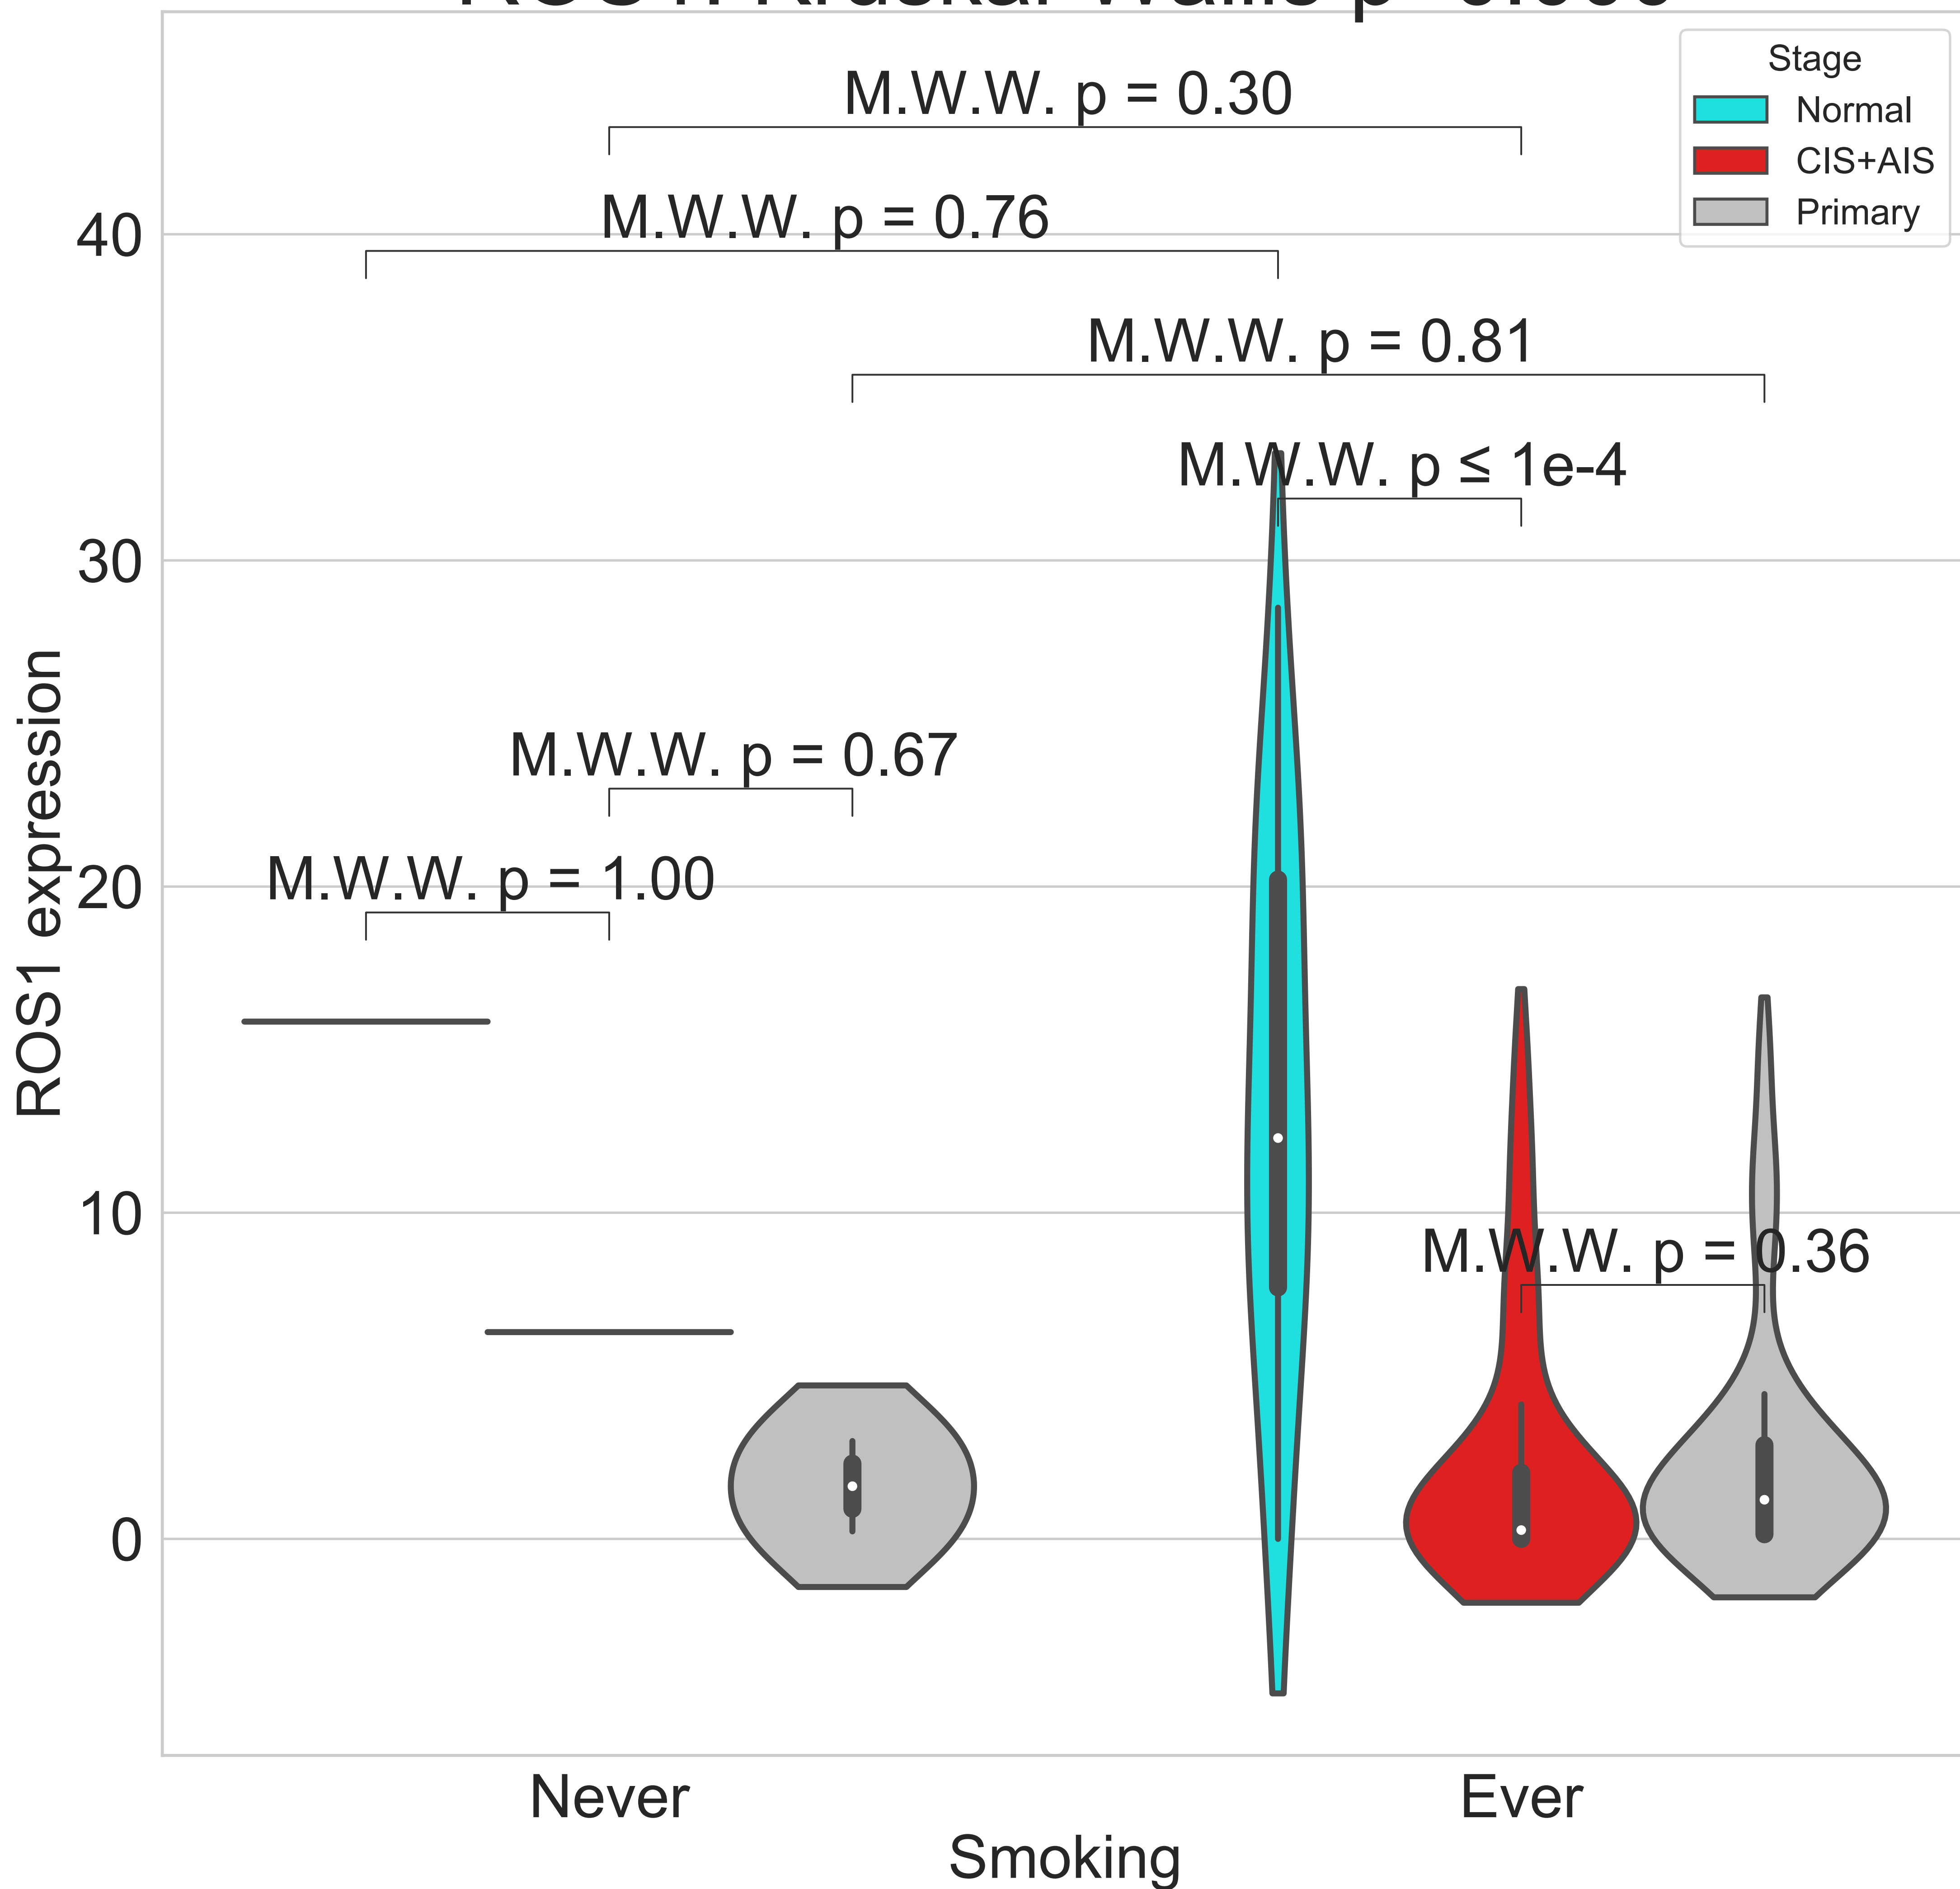 Stage
Normal
CIS+AIS
Primary
M.W.W. p = 0.30
M.W.W. p = 0.76
M.W.W. p = 0.81
M.W.W. p ≤ 1e-4
M.W.W. p = 0.67
M.W.W. p = 1.00
M.W.W. p = 0.36
40
30
20
10
0
ROS1 expression
Never
Ever
Smoking